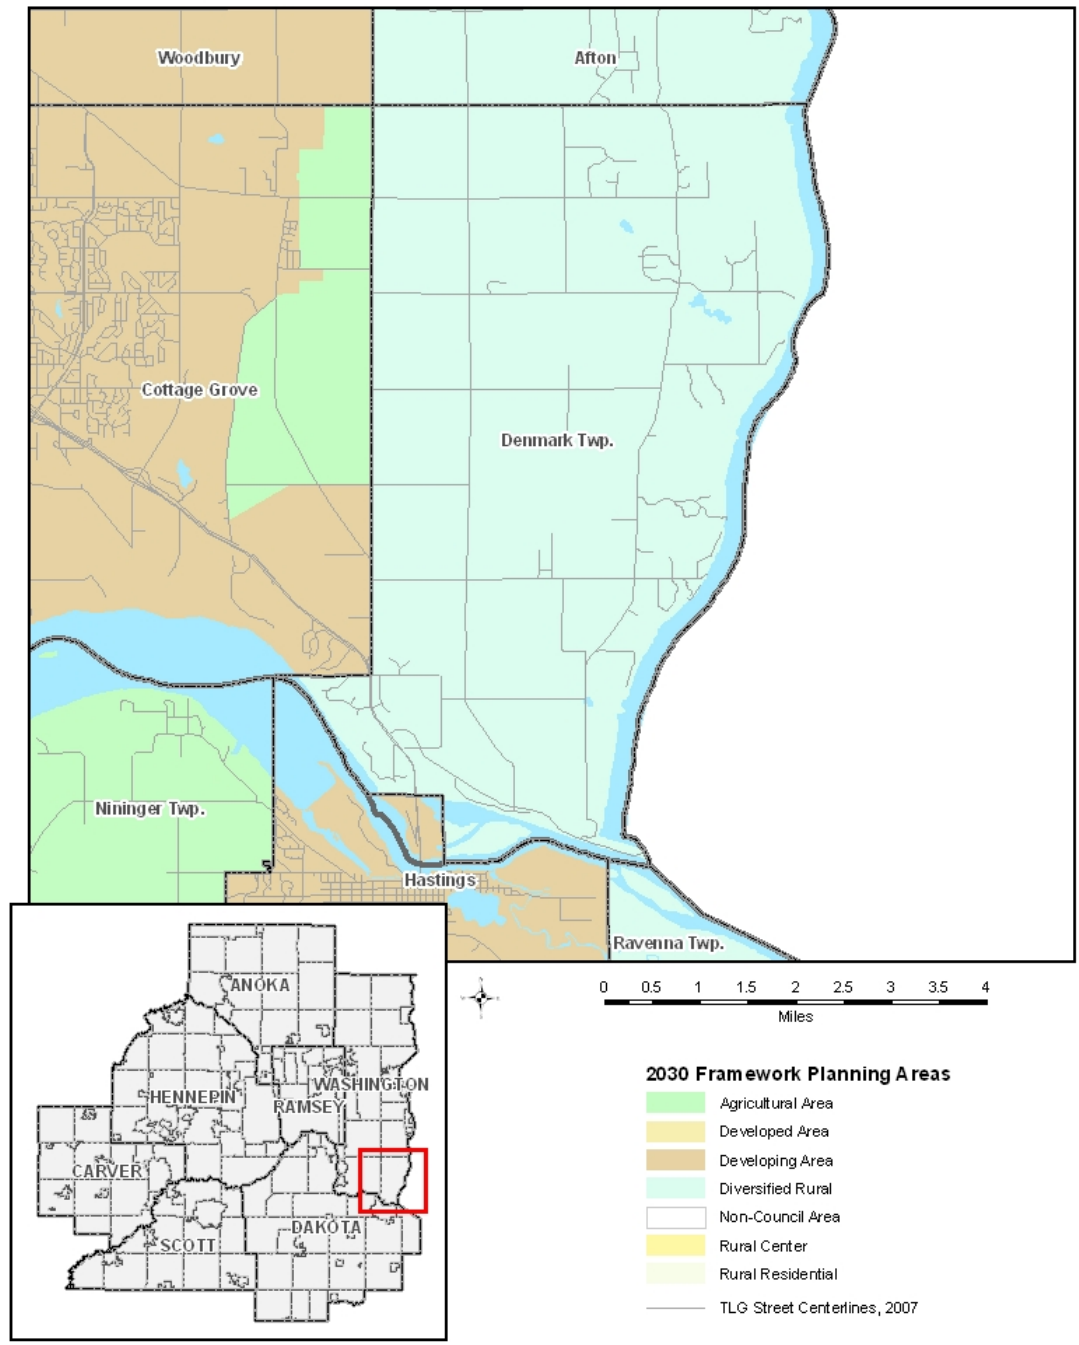 Woodbury
Afton
Cottage Grove
Denmark Twp.
Nininger Twp.
Hastings
Ravenna Twp.
ANOKA
WASHINGTON
HENNEPIN
RAMSEY
CARVER
DAKOTA
SCOTT
0 0.5 1 1.5 2 2.5 3 3.5 4
Miles
2030 Framework Planning Areas
Agricultural Area
Developed Area
Developing Area
Diversified Rural
Non-Council Area
Rural Center
Rural Residential
TLG Street Centerlines, 2007